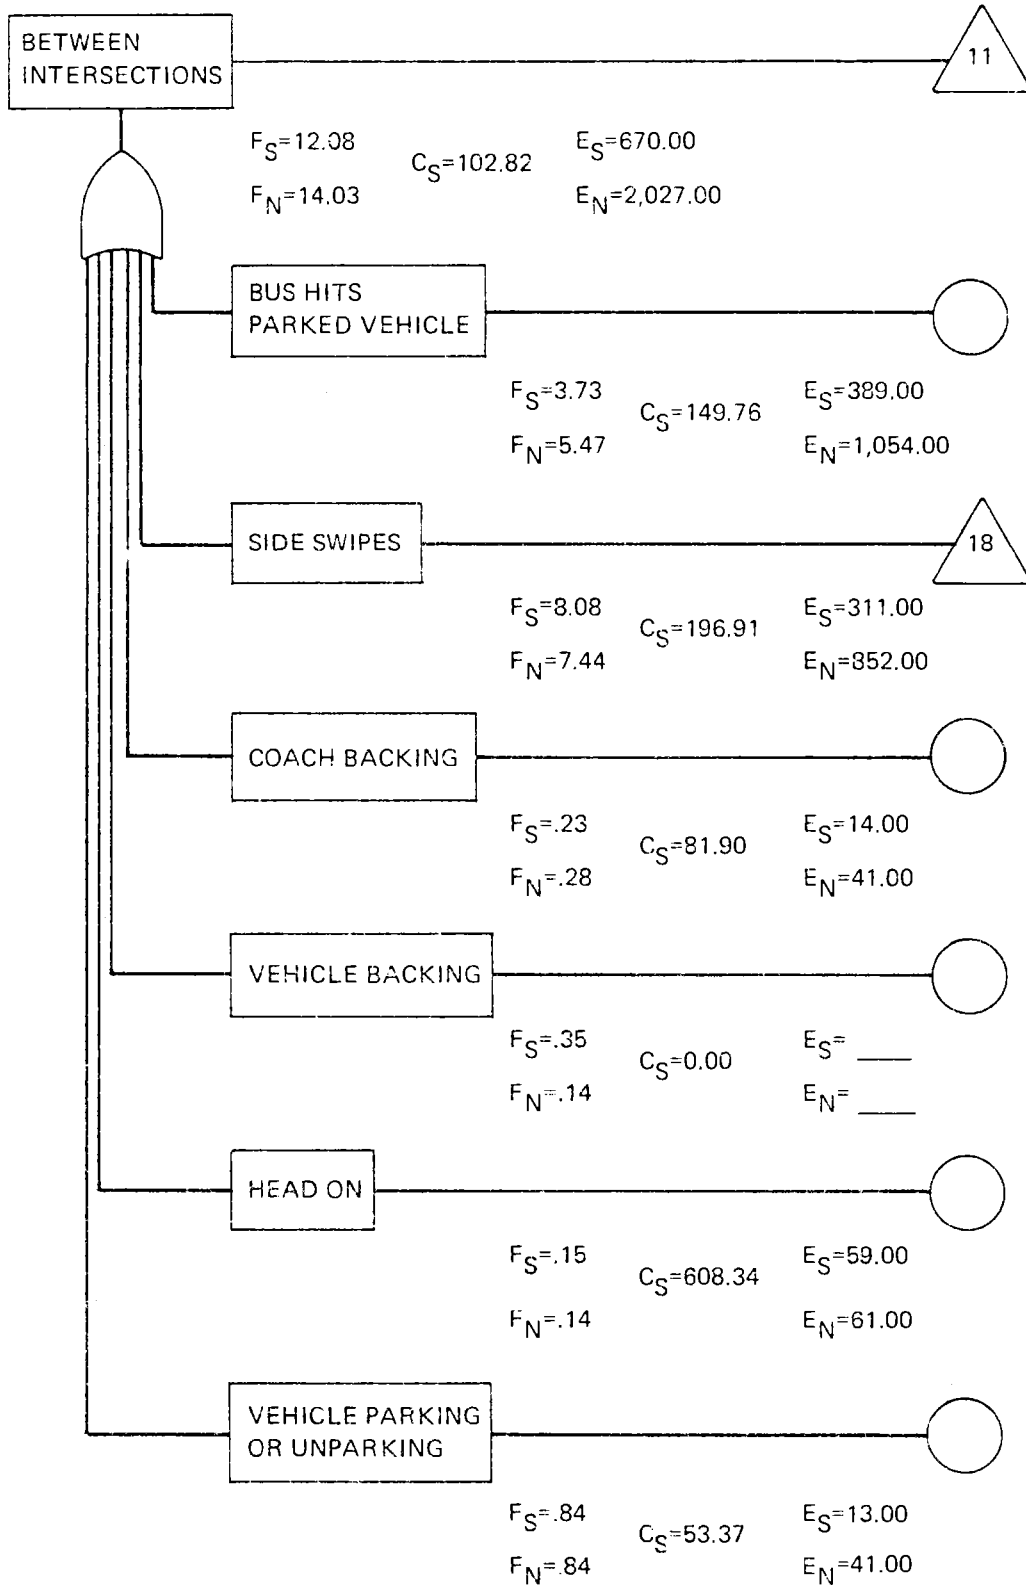 BETWEEN
INTERSECTIONS
11
F_S=12.08
C_S=102.82
E_S=670.00
F_N=14.03
E_N=2,027.00
BUS HITS
PARKED VEHICLE
F_S=3.73
C_S=149.76
E_S=389.00
F_N=5.47
E_N=1,054.00
SIDE SWIPES
18
F_S=8.08
C_S=196.91
E_S=311.00
F_N=7.44
E_N=852.00
COACH BACKING
F_S=.23
C_S=81.90
E_S=14.00
F_N=.28
E_N=41.00
VEHICLE BACKING
F_S=.35
C_S=0.00
E_S= ____
F_N=.14
E_N= ____
HEAD ON
F_S=.15
C_S=608.34
E_S=59.00
F_N=.14
E_N=61.00
VEHICLE PARKING
OR UNPARKING
F_S=.84
C_S=53.37
E_S=13.00
F_N=.84
E_N=41.00